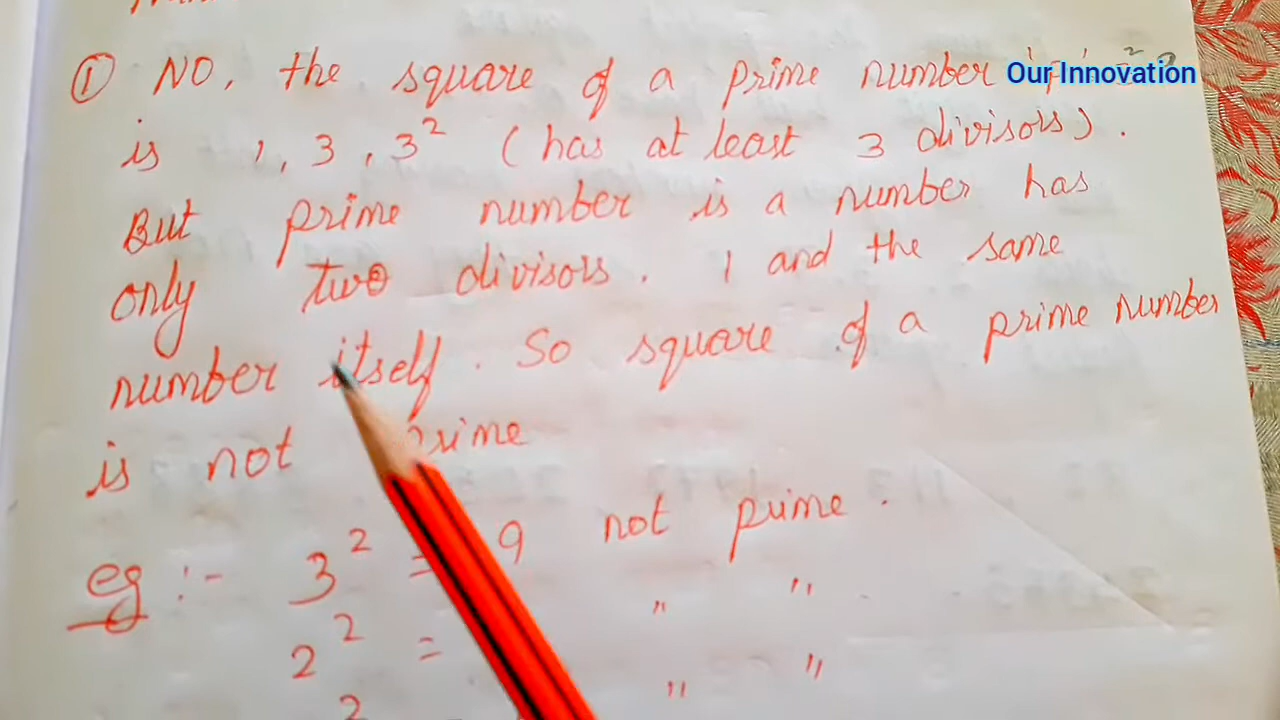 ① NO, the square of a prime number
Our Innovation
is 1, 3, 3² (has at least 3 divisors).
But prime number is a number has
only two divisors. 1 and the same
number itself. So square of a prime number
is not prime
eg :- 3² = 9 not prime.
2² = " "
2 " "